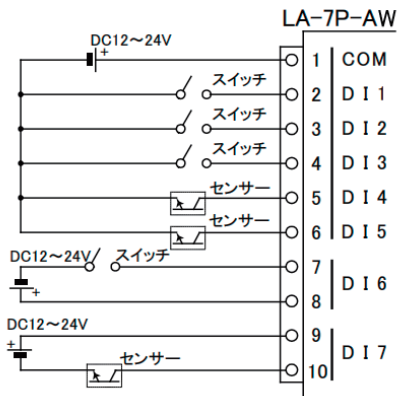 LA-7P-AW
DC12～24V
+
1 COM
スイッチ
2 DI1
スイッチ
3 DI2
スイッチ
4 DI3
センサー
5 DI4
センサー
6 DI5
DC12～24V スイッチ
7
DI6
+
8
DC12～24V
9
+
DI7
センサー
10